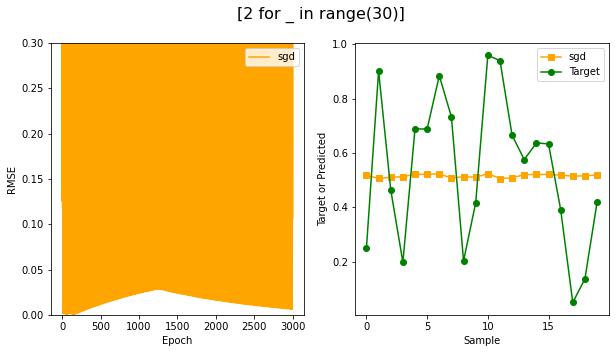 [2 for _ in range(30)]
RMSE
0.30
0.25
0.20
0.15
0.10
0.05
0.00
sgd
0
500
1000
1500
2000
2500
3000
Epoch
Target or Predicted
1.0
0.8
0.6
0.4
0.2
sgd
Target
0
5
10
15
Sample